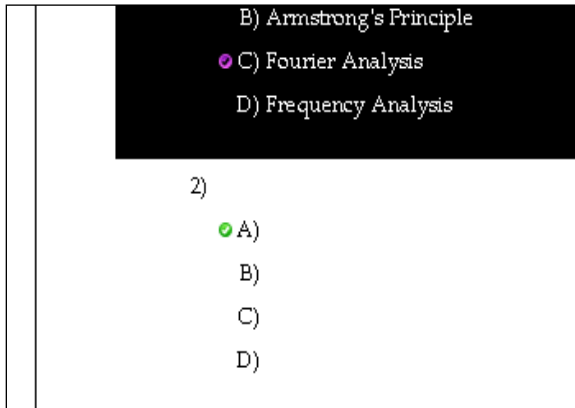 B) Armstrong's Principle
C) Fourier Analysis
D) Frequency Analysis
2)
A)
B)
C)
D)